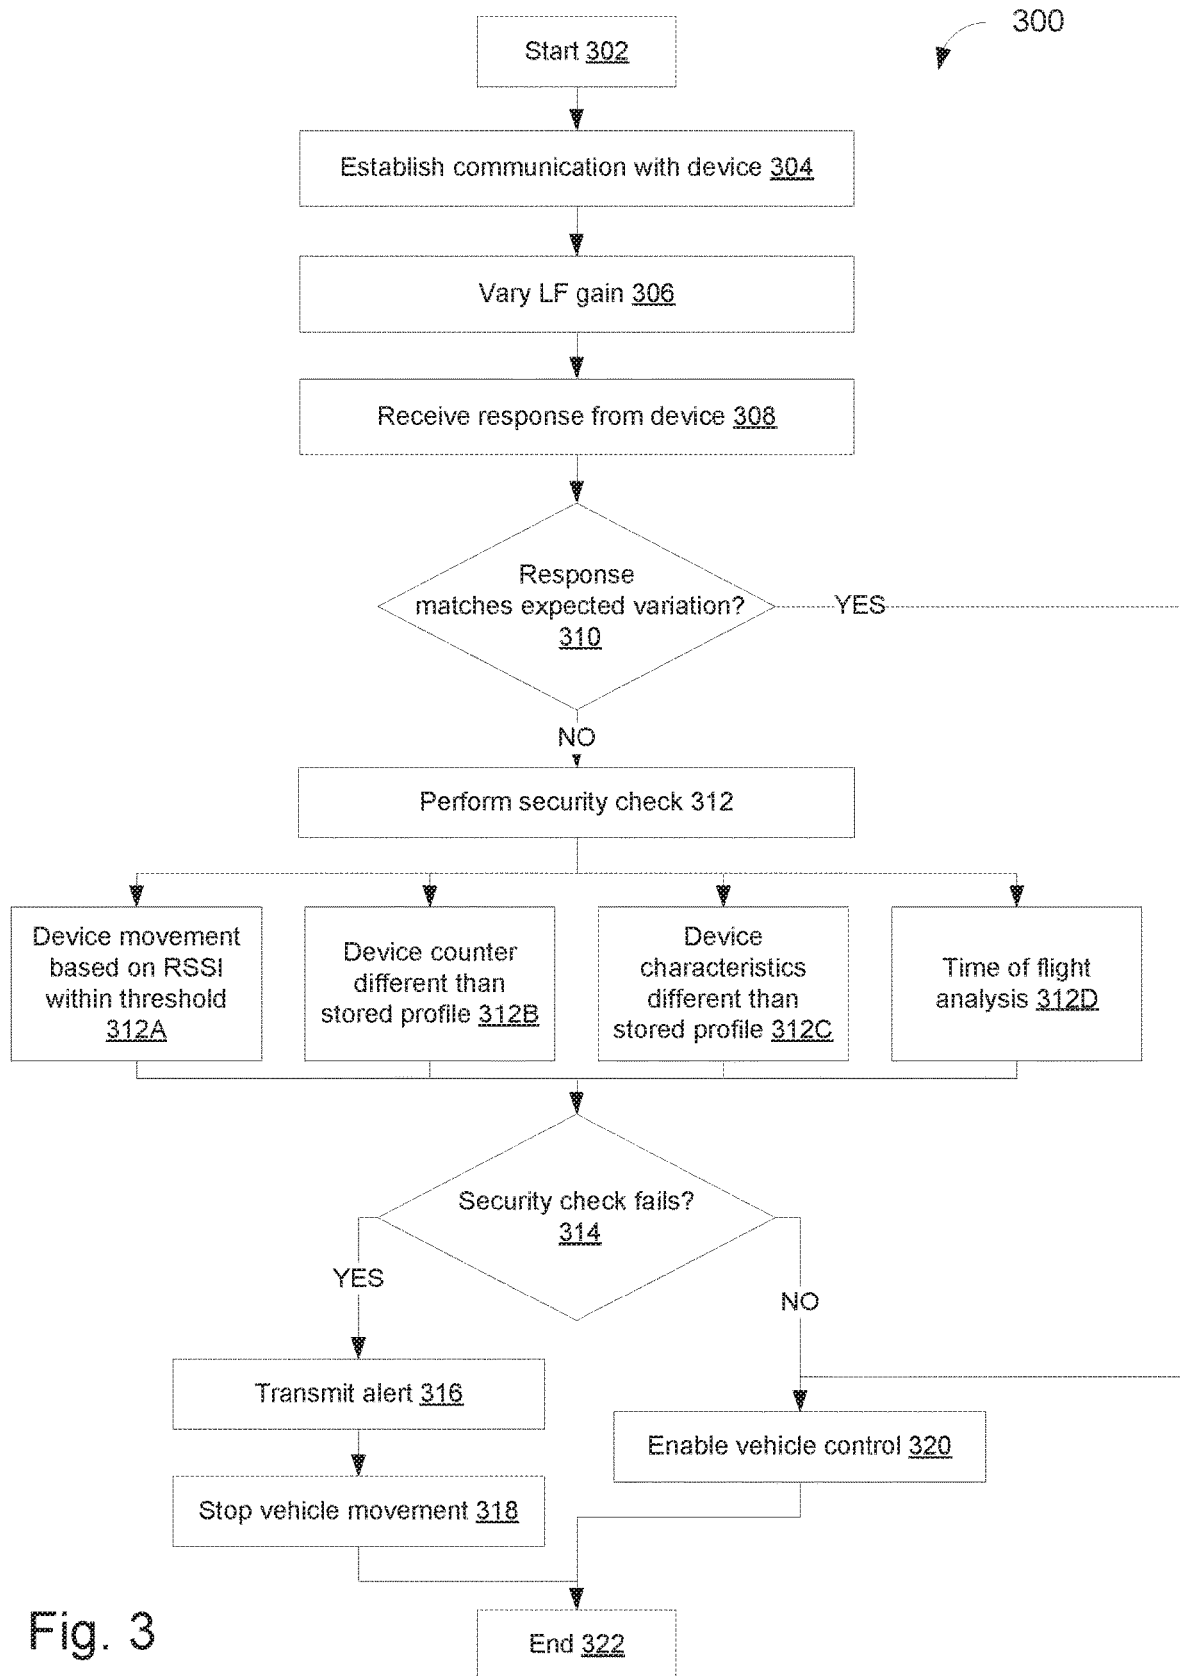 300
Start 302
Establish communication with device 304
Vary LF gain 306
Receive response from device 308
Response
matches expected variation?
310
YES
NO
Perform security check 312
Device movement
based on RSSI
within threshold
312A
Device counter
different than
stored profile 312B
Device
characteristics
different than
stored profile 312C
Time of flight
analysis 312D
Security check fails?
314
YES
NO
Transmit alert 316
Enable vehicle control 320
Stop vehicle movement 318
End 322
Fig. 3